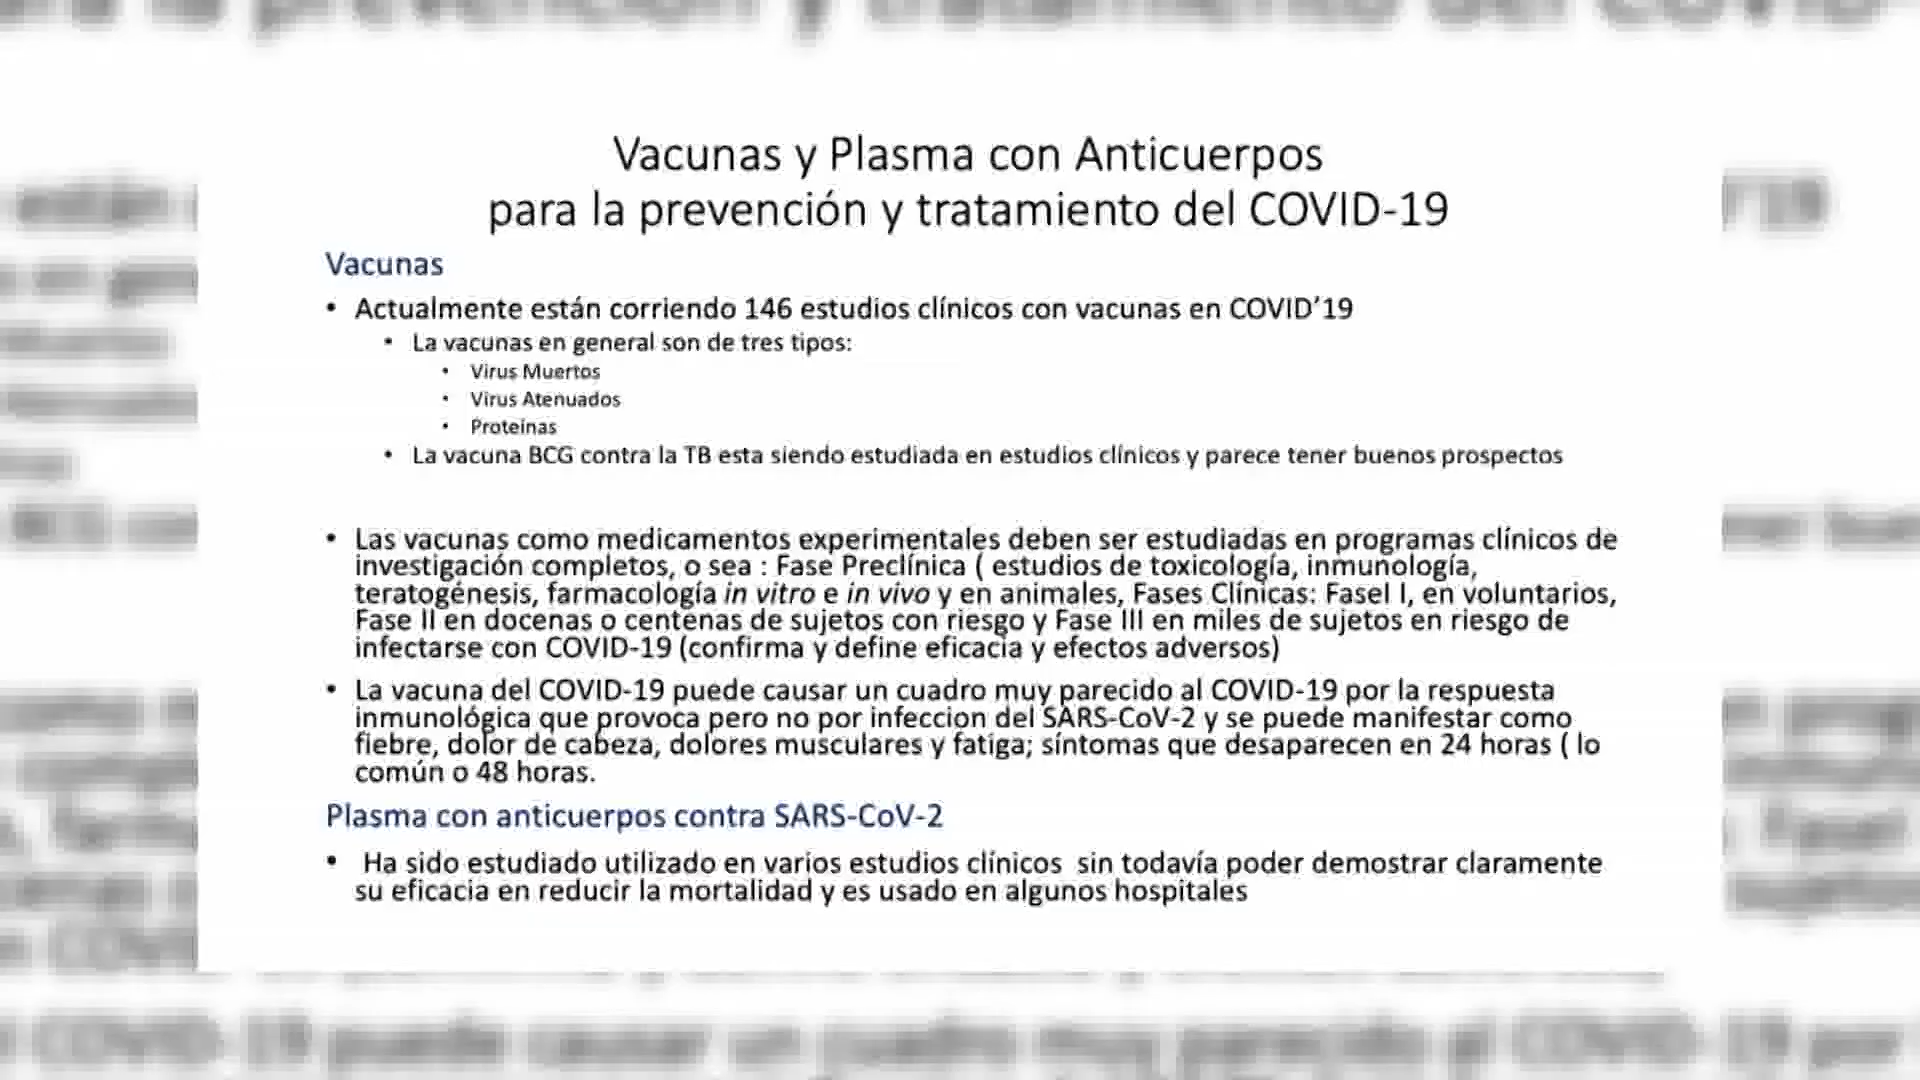 Vacunas y Plasma con Anticuerpos
para la prevención y tratamiento del COVID-19
Vacunas
• Actualmente están corriendo 146 estudios clínicos con vacunas en COVID’19
• La vacunas en general son de tres tipos:
• Virus Muertos
• Virus Atenuados
• Proteínas
• La vacuna BCG contra la TB esta siendo estudiada en estudios clínicos y parece tener buenos prospectos
• Las vacunas como medicamentos experimentales deben ser estudiadas en programas clínicos de
investigación completos, o sea : Fase Preclínica ( estudios de toxicología, inmunología,
teratogénesis, farmacología in vitro e in vivo y en animales, Fases Clínicas: FaseI I, en voluntarios,
Fase II en docenas o centenas de sujetos con riesgo y Fase III en miles de sujetos en riesgo de
infectarse con COVID-19 (confirma y define eficacia y efectos adversos)
• La vacuna del COVID-19 puede causar un cuadro muy parecido al COVID-19 por la respuesta
inmunológica que provoca pero no por infeccion del SARS-CoV-2 y se puede manifestar como
fiebre, dolor de cabeza, dolores musculares y fatiga; síntomas que desaparecen en 24 horas ( lo
común o 48 horas.
Plasma con anticuerpos contra SARS-CoV-2
• Ha sido estudiado utilizado en varios estudios clínicos sin todavía poder demostrar claramente
su eficacia en reducir la mortalidad y es usado en algunos hospitales